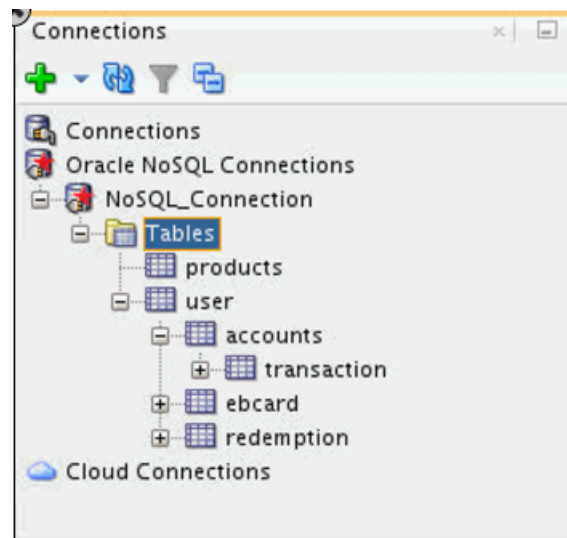 Connections
Connections
Oracle NoSQL Connections
NoSQL_Connection
Tables
products
user
accounts
transaction
ebcard
redemption
Cloud Connections